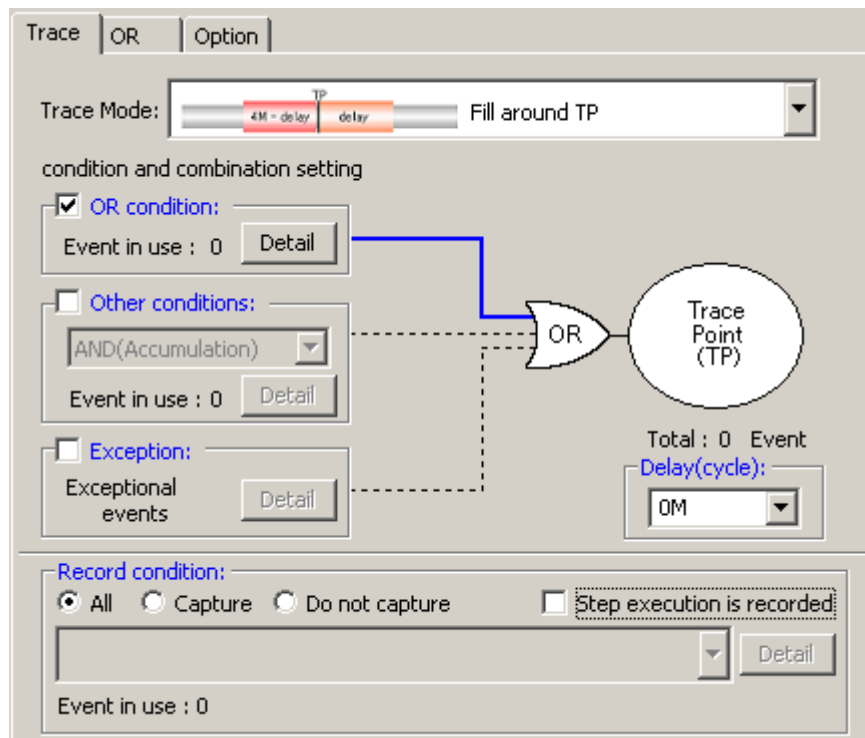 Trace OR Option
Trace Mode: TP 4M - delay delay Fill around TP
condition and combination setting
OR condition:
Event in use : 0 Detail
Other conditions:
AND(Accumulation)
Event in use : 0 Detail
Exception:
Exceptional events Detail
OR
Trace
Point
(TP)
Total : 0 Event
Delay(cycle):
0M
Record condition:
All Capture Do not capture Step execution is recorded
Detail
Event in use : 0